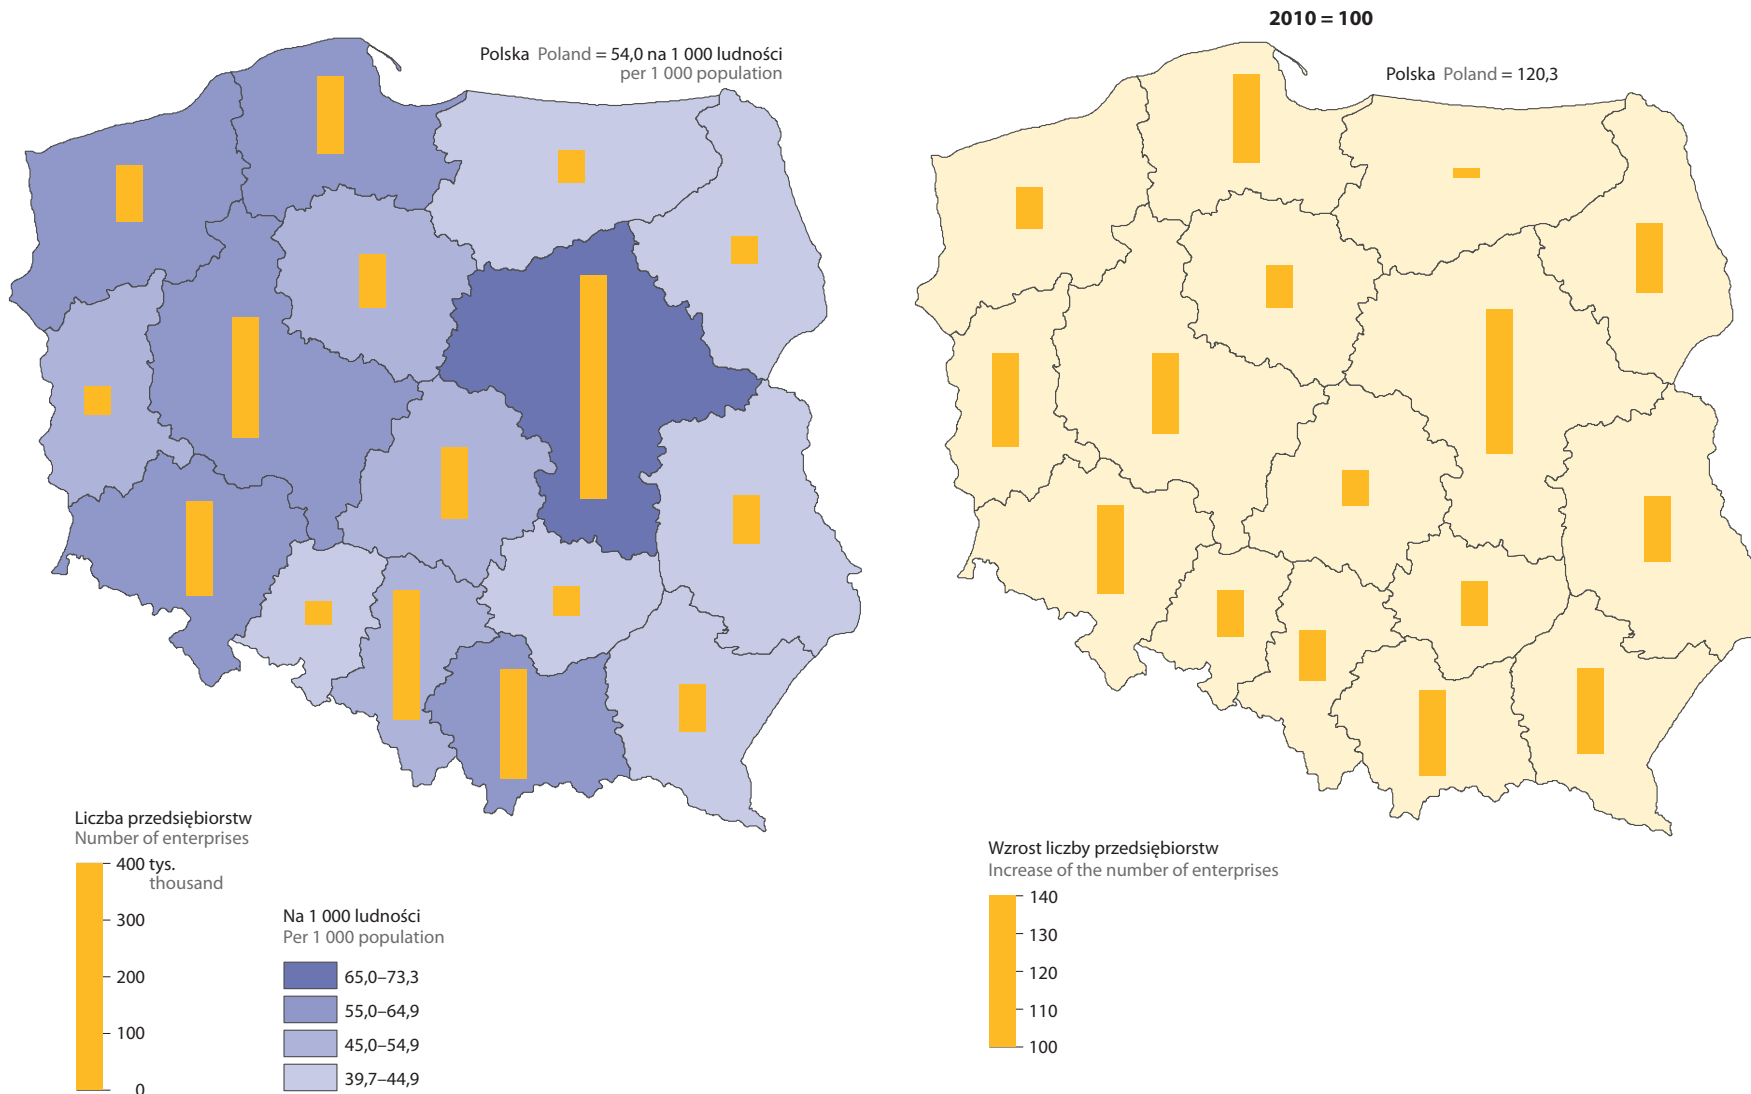 Polska Poland = 54,0 na 1 000 ludności
per 1 000 population
Liczba przedsiębiorstw
Number of enterprises
400 tys.
thousand
300
200
100
0
Na 1 000 ludności
Per 1 000 population
65,0–73,3
55,0–64,9
45,0–54,9
39,7–44,9
2010 = 100
Polska Poland = 120,3
Wzrost liczby przedsiębiorstw
Increase of the number of enterprises
140
130
120
110
100